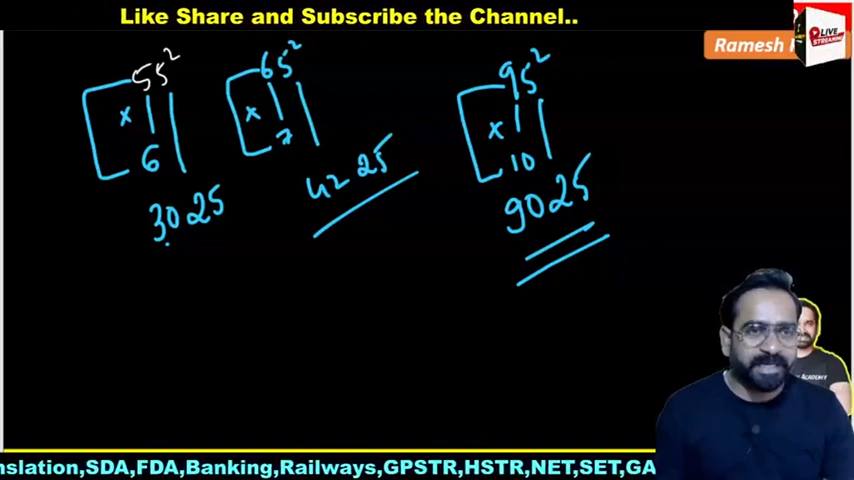 Like Share and Subscribe the Channel..
LIVE
STREAMING
Ramesh
55² 65² 95²
x x x
6 7 10
3025 4225 9025
ACADEMY
nslation,SDA,FDA,Banking,Railways,GPSTR,HSTR,NET,SET,GA